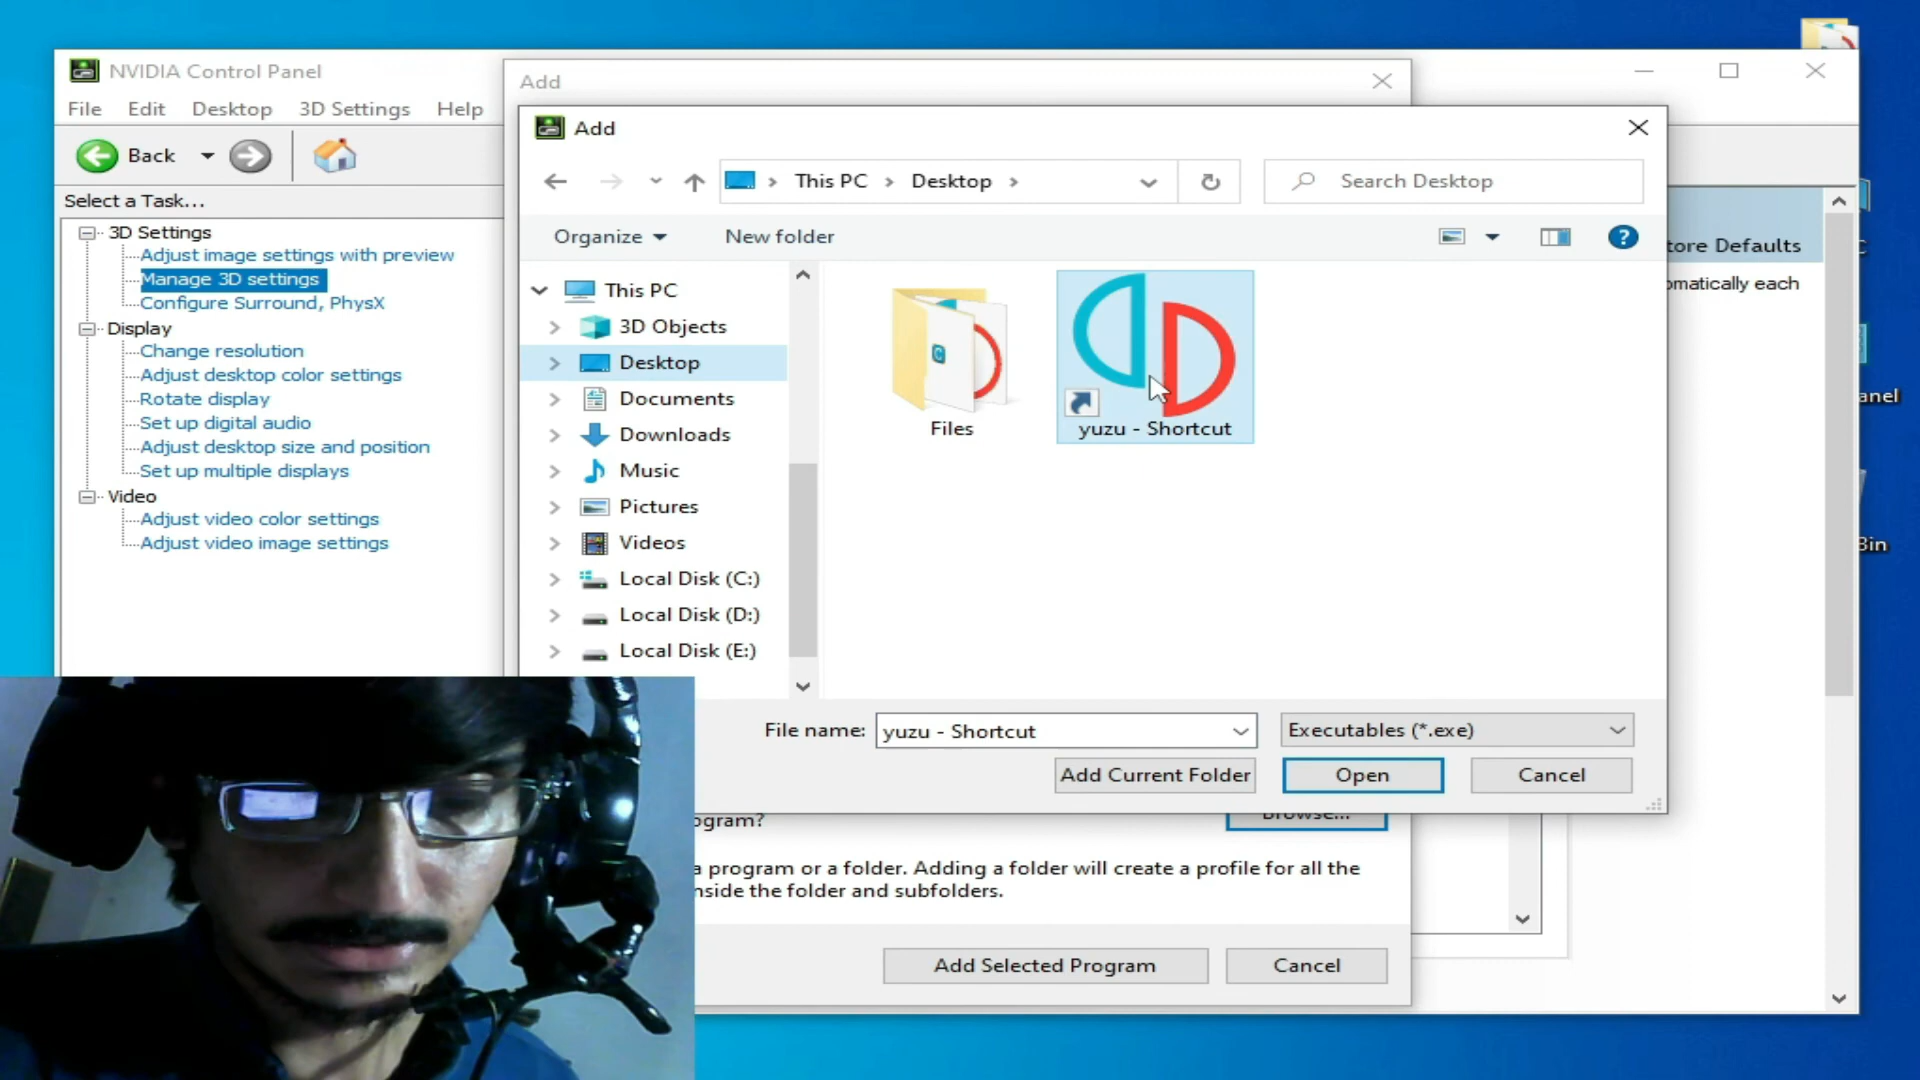 NVIDIA Control Panel
File Edit Desktop 3D Settings Help
Back
Select a Task...
3D Settings
Adjust image settings with preview
Manage 3D settings
Configure Surround, PhysX
Display
Change resolution
Adjust desktop color settings
Rotate display
Set up digital audio
Adjust desktop size and position
Set up multiple displays
Video
Adjust video color settings
Adjust video image settings
Add
Add
This PC Desktop
Search Desktop
Organize New folder
This PC
3D Objects
Desktop
Documents
Downloads
Music
Pictures
Videos
Local Disk (C:)
Local Disk (D:)
Local Disk (E:)
Files
yuzu - Shortcut
File name: yuzu - Shortcut
Executables (*.exe)
Add Current Folder Open Cancel
ogram? Browse...
a program or a folder. Adding a folder will create a profile for all the
nside the folder and subfolders.
Add Selected Program Cancel
tore Defaults
omatically each
anel
Bin